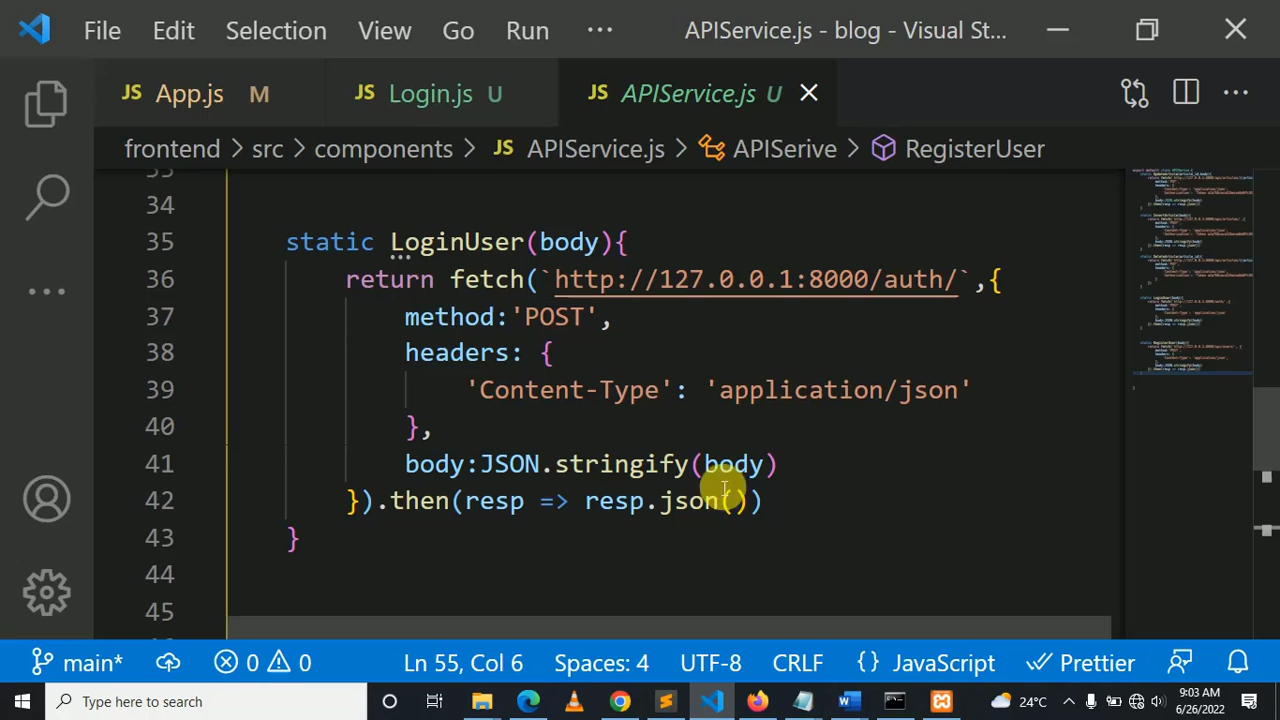 File Edit Selection View Go Run ··· APIService.js - blog - Visual St...
JS App.js M JS Login.js U JS APIService.js U
frontend > src > components > JS APIService.js > APISerive > RegisterUser
33
34
35 static LoginUser(body){
36 return fetch(`http://127.0.0.1:8000/auth/`,{
37 method:'POST',
38 headers: {
39 'Content-Type': 'application/json'
40 },
41 body:JSON.stringify(body)
42 }).then(resp => resp.json())
43 }
44
45
main* 0 0 Ln 55, Col 6 Spaces: 4 UTF-8 CRLF {} JavaScript Prettier
Type here to search 24°C 9:03 AM
6/26/2022